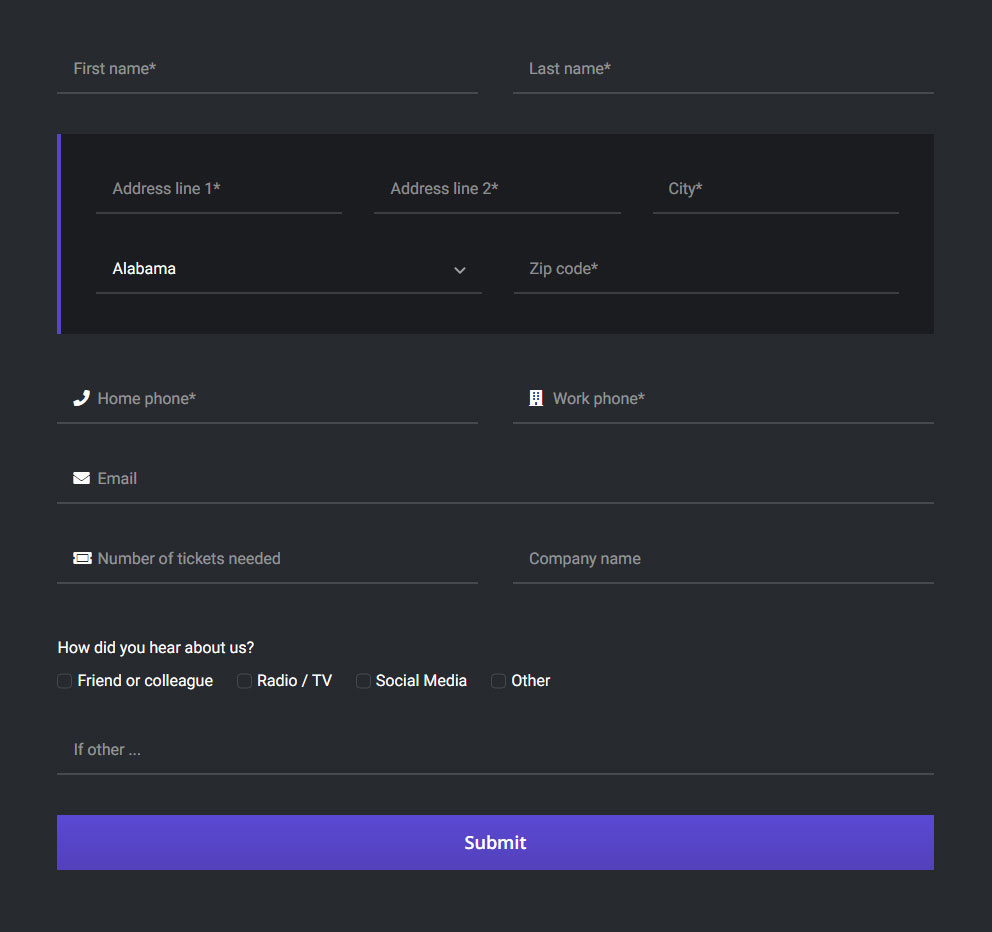 First name* Last name*
Address line 1* Address line 2* City*
Alabama Zip code*
Home phone* Work phone*
Email
Number of tickets needed Company name
How did you hear about us?
Friend or colleague Radio / TV Social Media Other
If other ...
Submit